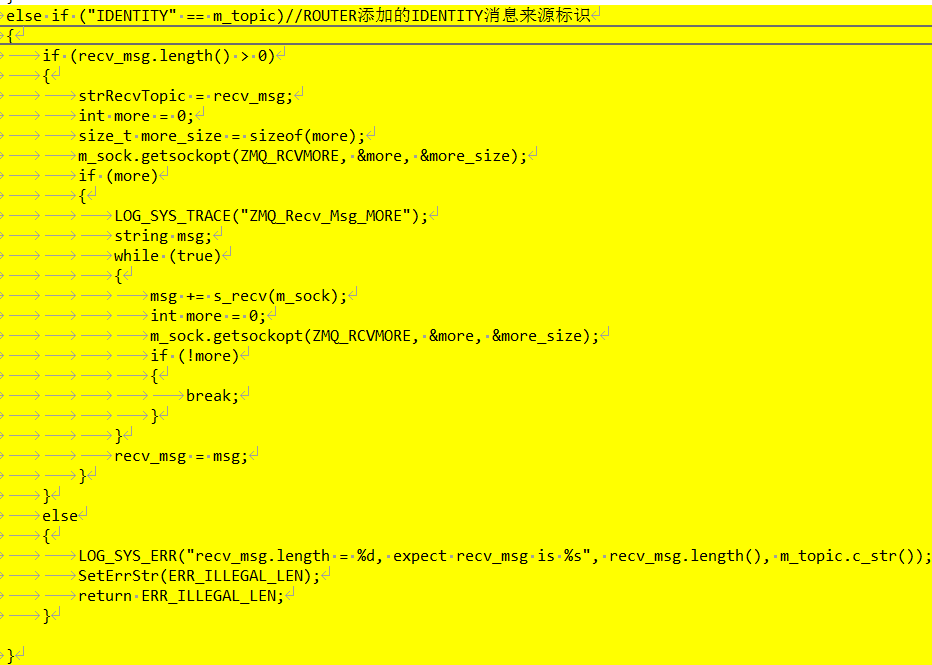 else if ("IDENTITY" == m_topic)//ROUTER添加的IDENTITY消息来源标识
{
if (recv_msg.length() > 0)
{
strRecvTopic = recv_msg;
int more = 0;
size_t more_size = sizeof(more);
m_sock.getsockopt(ZMQ_RCVMORE, &more, &more_size);
if (more)
{
LOG_SYS_TRACE("ZMQ_Recv_Msg_MORE");
string msg;
while (true)
{
msg += s_recv(m_sock);
int more = 0;
m_sock.getsockopt(ZMQ_RCVMORE, &more, &more_size);
if (!more)
{
break;
}
}
recv_msg = msg;
}
}
else
{
LOG_SYS_ERR("recv_msg.length = %d, expect recv_msg is %s", recv_msg.length(), m_topic.c_str());
SetErrStr(ERR_ILLEGAL_LEN);
return ERR_ILLEGAL_LEN;
}
}